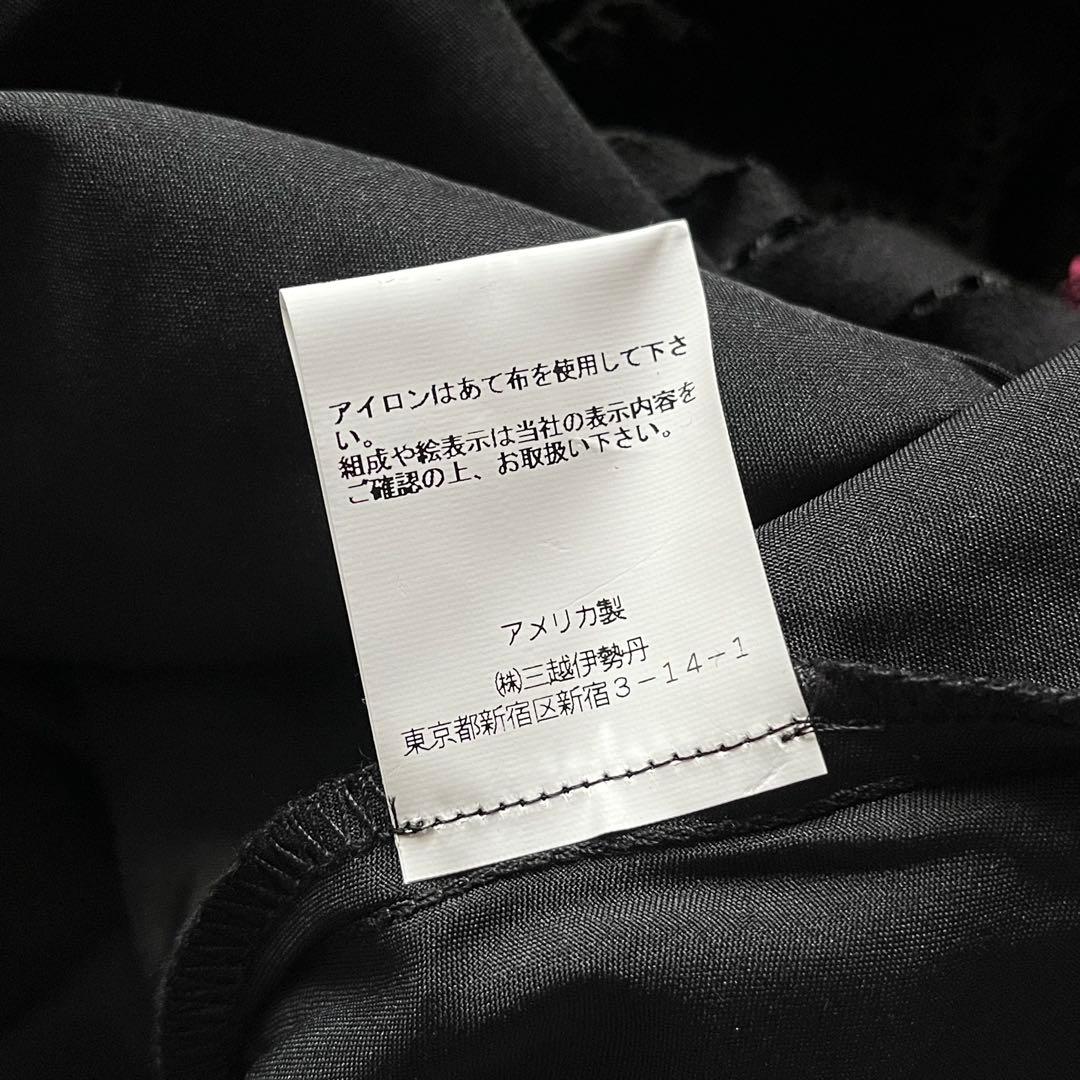 アイロンはあて布を使用して下さ
い。
組成や絵表示は当社の表示内容を
ご確認の上、お取扱い下さい。
アメリカ製
㈱三越伊勢丹
東京都新宿区新宿３－１４－１